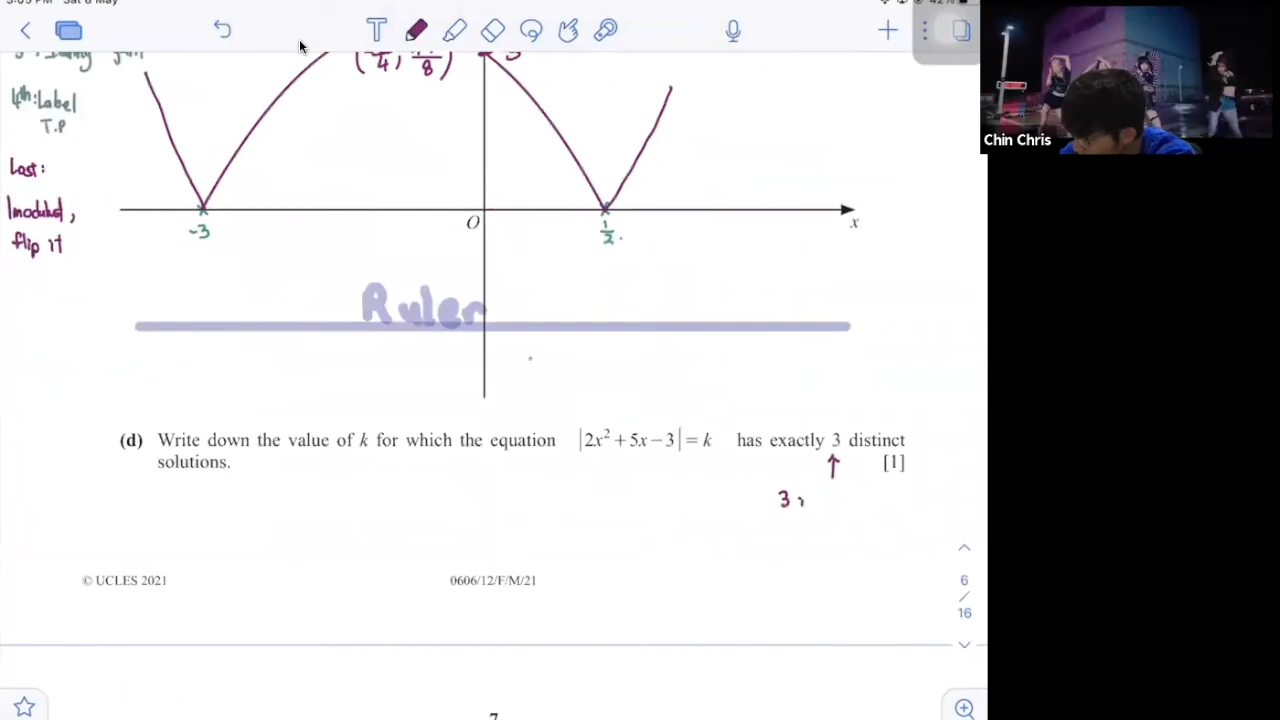 42%
4th: Label
T.P
Last:
|modulus|,
flip it
-3
O
1/2.
x
Ruler
(d) Write down the value of k for which the equation |2x² + 5x − 3| = k has exactly 3 distinct
solutions. [1]
3
© UCLES 2021
0606/12/F/M/21
6
/
16
7
Chin Chris